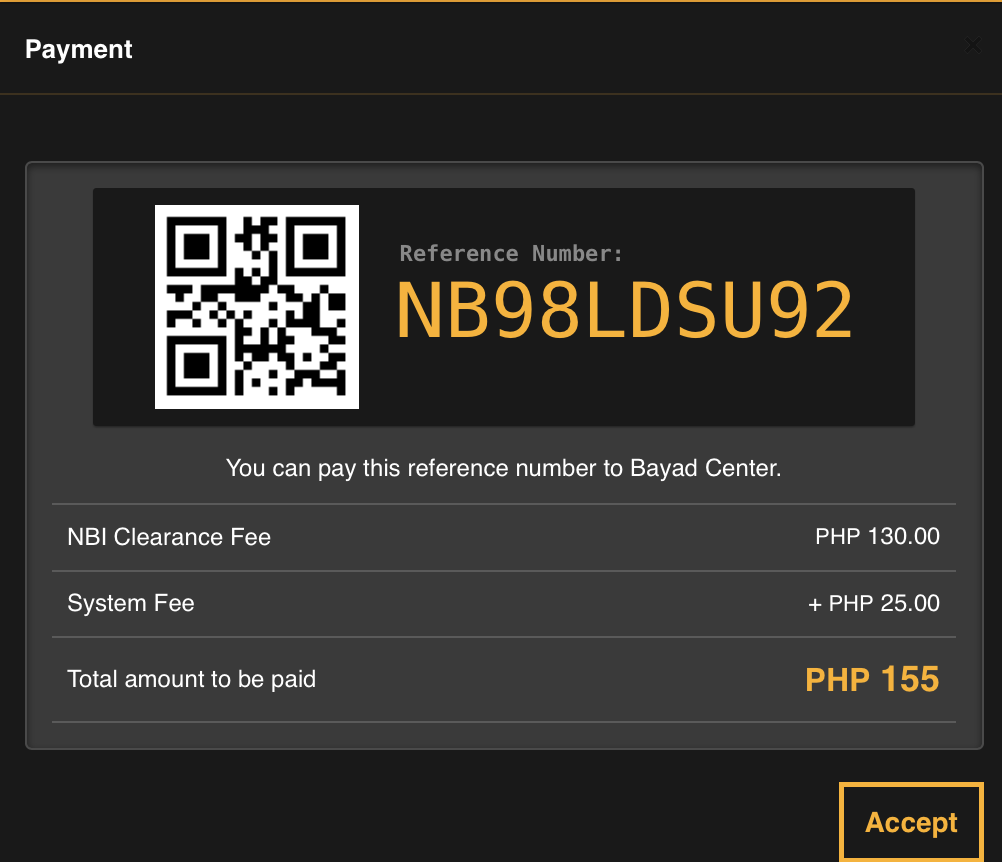 Payment
Reference Number:
NB98LDSU92
You can pay this reference number to Bayad Center.
NBI Clearance Fee PHP 130.00
System Fee + PHP 25.00
Total amount to be paid PHP 155
Accept